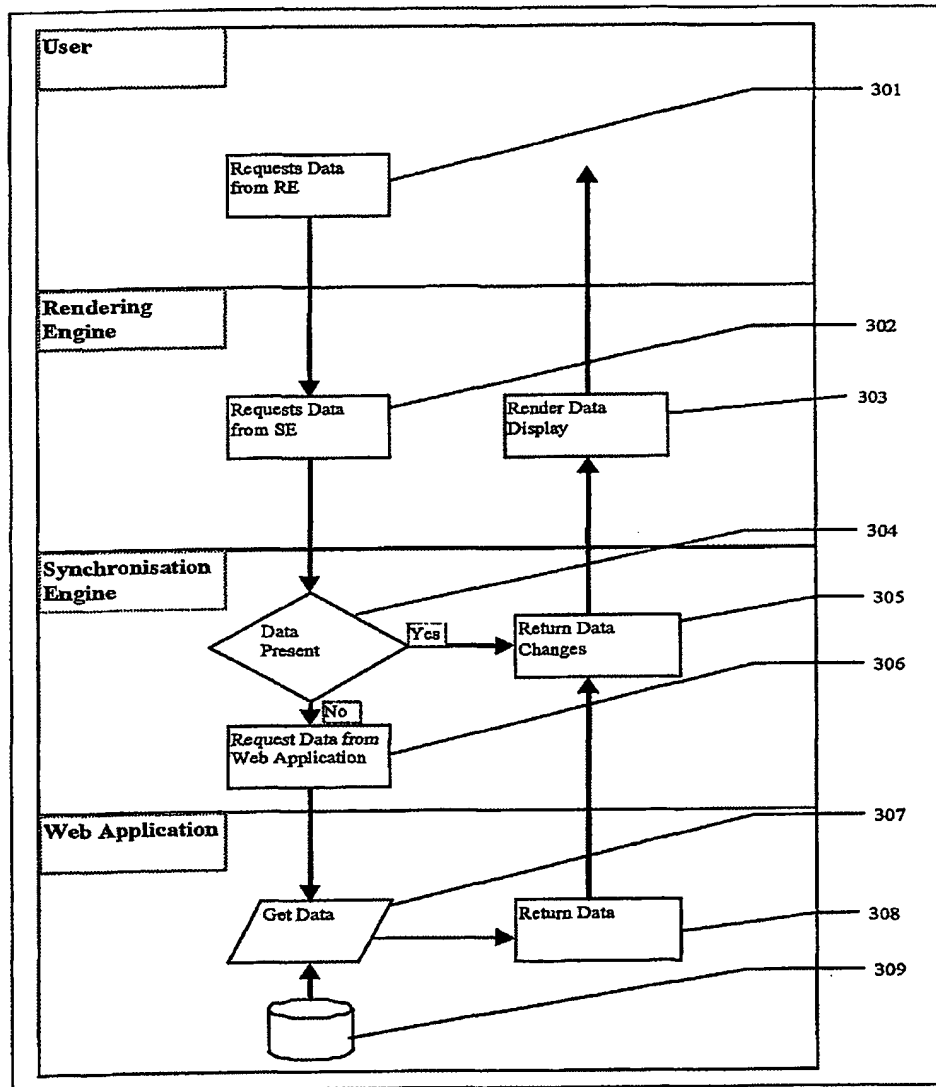 User
301
Requests Data
from RE
Rendering
Engine
302
Requests Data
from SE
Render Data
Display
303
304
Synchronisation
Engine
Data
Present
Yes
Return Data
Changes
305
306
No
Request Data from
Web Application
Web Application
307
Get Data
Return Data
308
309